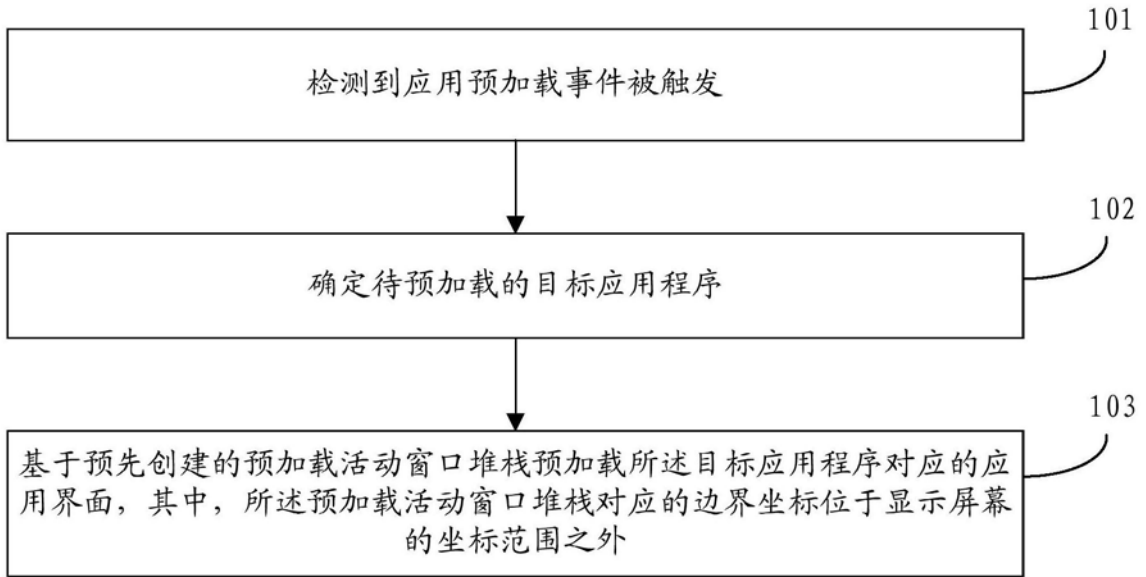 101
检测到应用预加载事件被触发
102
确定待预加载的目标应用程序
103
基于预先创建的预加载活动窗口堆栈预加载所述目标应用程序对应的应
用界面，其中，所述预加载活动窗口堆栈对应的边界坐标位于显示屏幕
的坐标范围之外